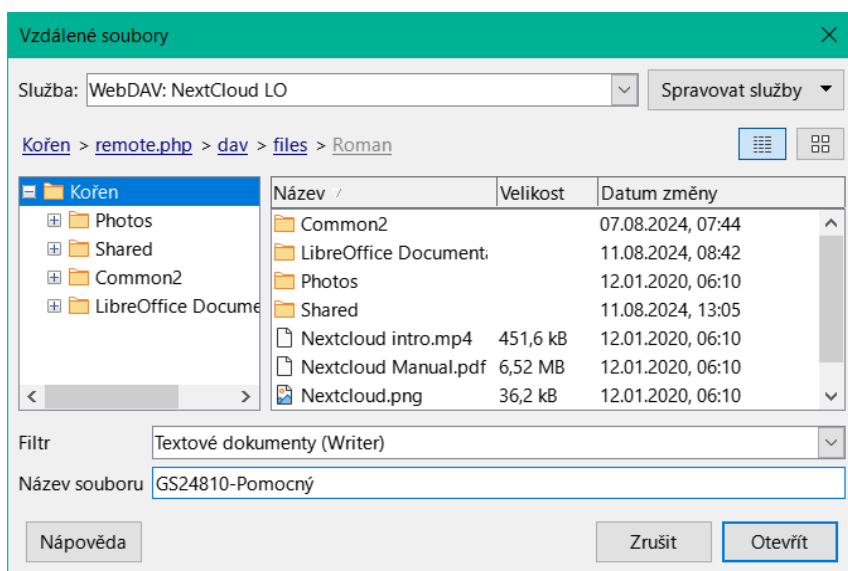 Vzdálené soubory
Služba: WebDAV: NextCloud LO Spravovat služby
Kořen > remote.php > dav > files > Roman
Kořen
Photos
Shared
Common2
LibreOffice Docume
Název Velikost Datum změny
Common2 07.08.2024, 07:44
LibreOffice Documenta 11.08.2024, 08:42
Photos 12.01.2020, 06:10
Shared 11.08.2024, 13:05
Nextcloud intro.mp4 451,6 kB 12.01.2020, 06:10
Nextcloud Manual.pdf 6,52 MB 12.01.2020, 06:10
Nextcloud.png 36,2 kB 12.01.2020, 06:10
Filtr Textové dokumenty (Writer)
Název souboru GS24810-Pomocný
Nápověda Zrušit Otevřít